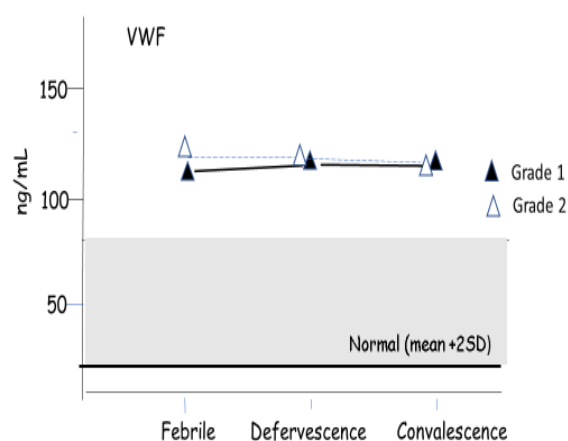 VWF
150
ng/mL
100
50
Grade 1
Grade 2
Normal (mean +2SD)
Febrile Defervescence Convalescence